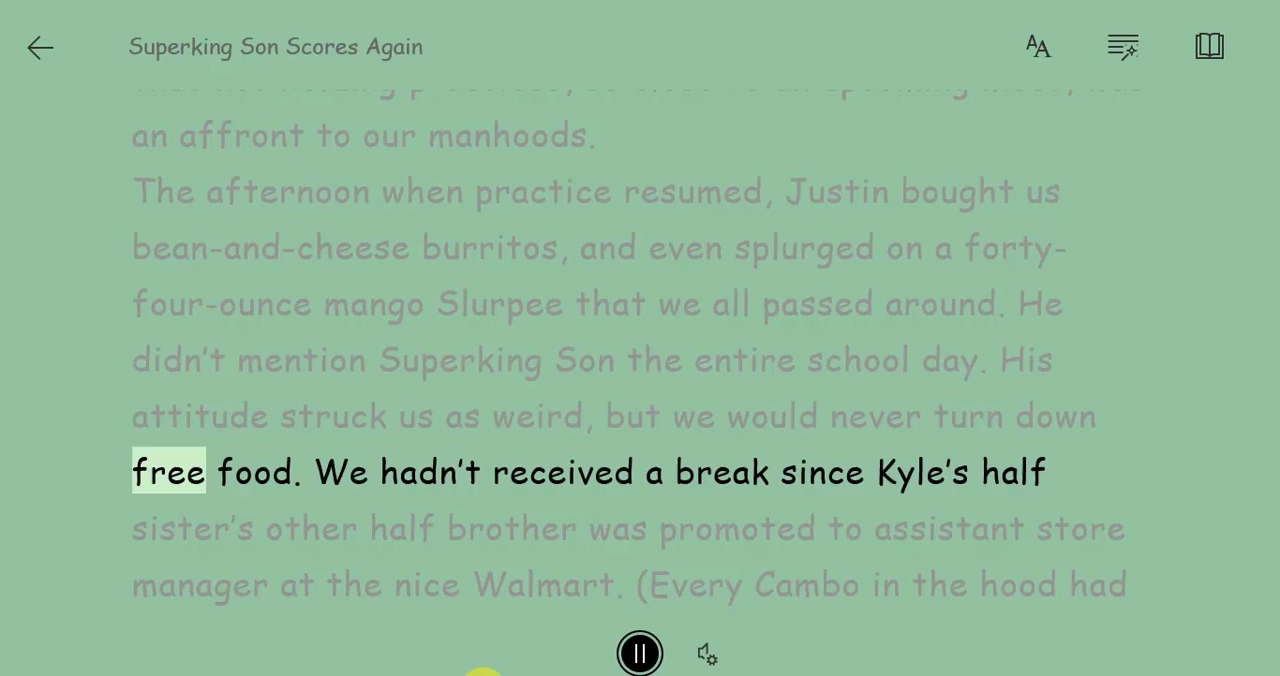 Superking Son Scores Again
AA
an affront to our manhoods.
The afternoon when practice resumed, Justin bought us
bean-and-cheese burritos, and even splurged on a forty-
four-ounce mango Slurpee that we all passed around. He
didn't mention Superking Son the entire school day. His
attitude struck us as weird, but we would never turn down
free food. We hadn't received a break since Kyle's half
sister's other half brother was promoted to assistant store
manager at the nice Walmart. (Every Cambo in the hood had